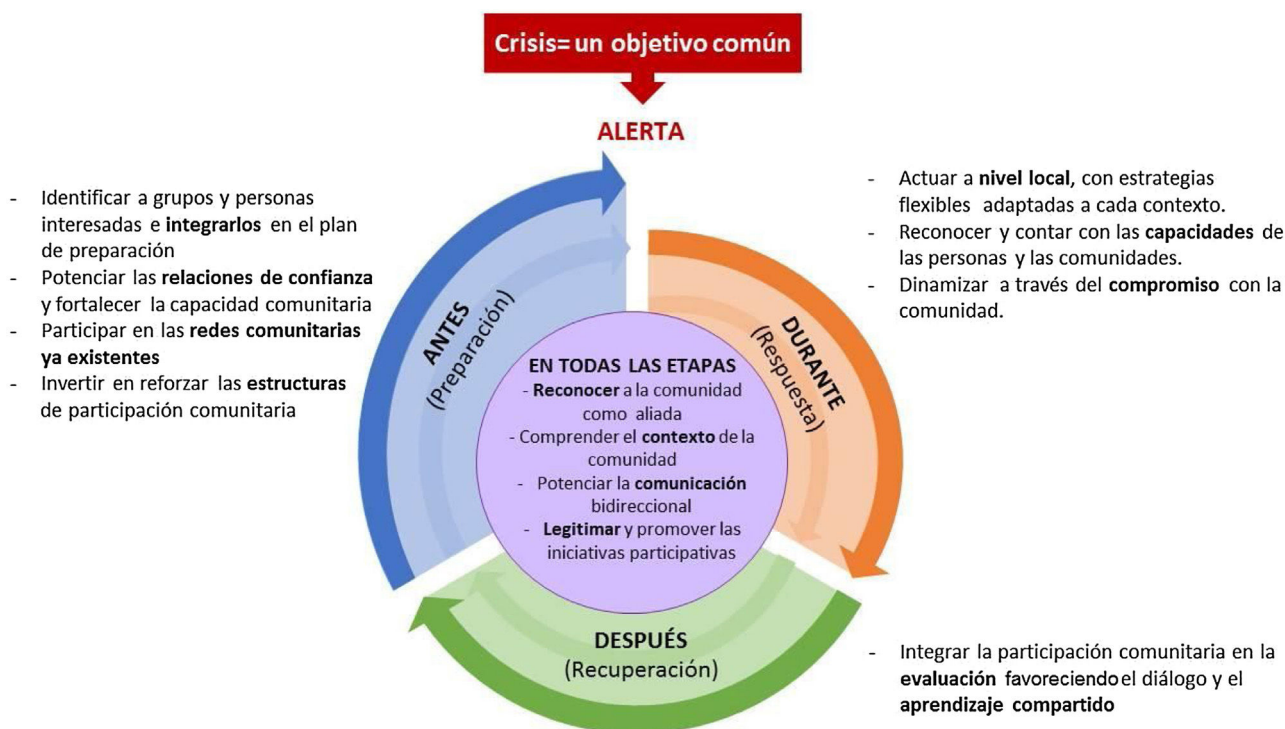 Crisis= un objetivo común
ALERTA
- Identificar a grupos y personas
interesadas e integrarlos en el plan
de preparación
- Potenciar las relaciones de confianza
y fortalecer la capacidad comunitaria
- Participar en las redes comunitarias
ya existentes
- Invertir en reforzar las estructuras
de participación comunitaria
ANTES
(Preparación)
- Actuar a nivel local, con estrategias
flexibles adaptadas a cada contexto.
- Reconocer y contar con las capacidades de
las personas y las comunidades.
- Dinamizar a través del compromiso con la
comunidad.
DURANTE
(Respuesta)
EN TODAS LAS ETAPAS
- Reconocer a la comunidad
como aliada
- Comprender el contexto de la
comunidad
- Potenciar la comunicación
bidireccional
- Legitimar y promover las
iniciativas participativas
DESPUÉS
(Recuperación)
- Integrar la participación comunitaria en la
evaluación favoreciendo el diálogo y el
aprendizaje compartido